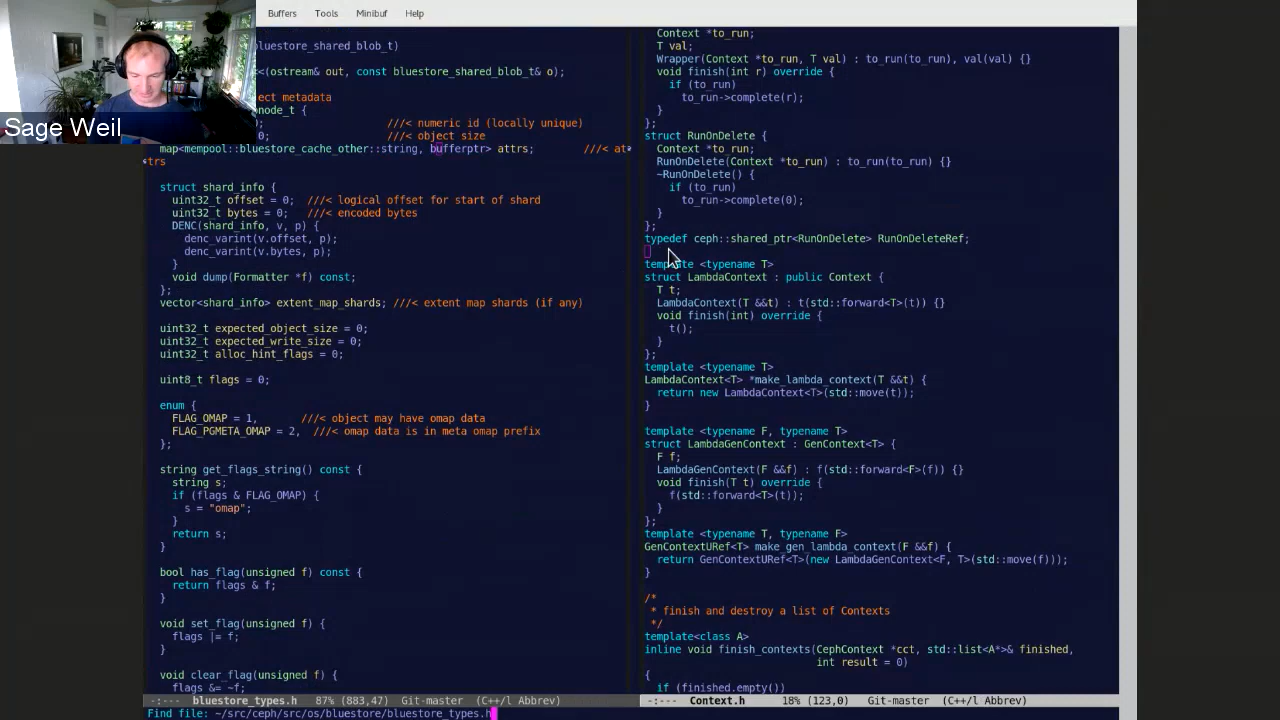 Buffers Tools Minibuf Help
Sage Weil
bluestore_shared_blob_t)
<(ostream& out, const bluestore_shared_blob_t& o);
ect metadata
onode_t {
; ///< numeric id (locally unique)
0; ///< object size
map<mempool::bluestore_cache_other::string, bufferptr> attrs; ///< at
trs
struct shard_info {
uint32_t offset = 0; ///< logical offset for start of shard
uint32_t bytes = 0; ///< encoded bytes
DENC(shard_info, v, p) {
denc_varint(v.offset, p);
denc_varint(v.bytes, p);
}
void dump(Formatter *f) const;
};
vector<shard_info> extent_map_shards; ///< extent map shards (if any)
uint32_t expected_object_size = 0;
uint32_t expected_write_size = 0;
uint32_t alloc_hint_flags = 0;
uint8_t flags = 0;
enum {
FLAG_OMAP = 1, ///< object may have omap data
FLAG_PGMETA_OMAP = 2, ///< omap data is in meta omap prefix
};
string get_flags_string() const {
string s;
if (flags & FLAG_OMAP) {
s = "omap";
}
return s;
}
bool has_flag(unsigned f) const {
return flags & f;
}
void set_flag(unsigned f) {
flags |= f;
}
void clear_flag(unsigned f) {
flags &= ~f;
-:--- bluestore_types.h 87% (883,47) Git-master (C++/l Abbrev)
Context *to_run;
T val;
Wrapper(Context *to_run, T val) : to_run(to_run), val(val) {}
void finish(int r) override {
if (to_run)
to_run->complete(r);
}
};
struct RunOnDelete {
Context *to_run;
RunOnDelete(Context *to_run) : to_run(to_run) {}
~RunOnDelete() {
if (to_run)
to_run->complete(0);
}
};
typedef ceph::shared_ptr<RunOnDelete> RunOnDeleteRef;
template <typename T>
struct LambdaContext : public Context {
T t;
LambdaContext(T &&t) : t(std::forward<T>(t)) {}
void finish(int) override {
t();
}
};
template <typename T>
LambdaContext<T> *make_lambda_context(T &&t) {
return new LambdaContext<T>(std::move(t));
}
template <typename F, typename T>
struct LambdaGenContext : GenContext<T> {
F f;
LambdaGenContext(F &&f) : f(std::forward<F>(f)) {}
void finish(T t) override {
f(std::forward<T>(t));
}
};
template <typename T, typename F>
GenContextURef<T> make_gen_lambda_context(F &&f) {
return GenContextURef<T>(new LambdaGenContext<F, T>(std::move(f)));
}
/*
* finish and destroy a list of Contexts
*/
template<class A>
inline void finish_contexts(CephContext *cct, std::list<A*>& finished,
int result = 0)
{
if (finished.empty())
-:--- Context.h 18% (123,0) Git-master (C++/l Abbrev)
Find file: ~/src/ceph/src/os/bluestore/bluestore_types.h